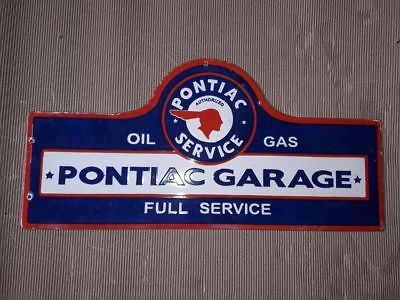 PONTIAC
AUTHORIZED
SERVICE
OIL GAS
PONTIAC GARAGE
FULL SERVICE